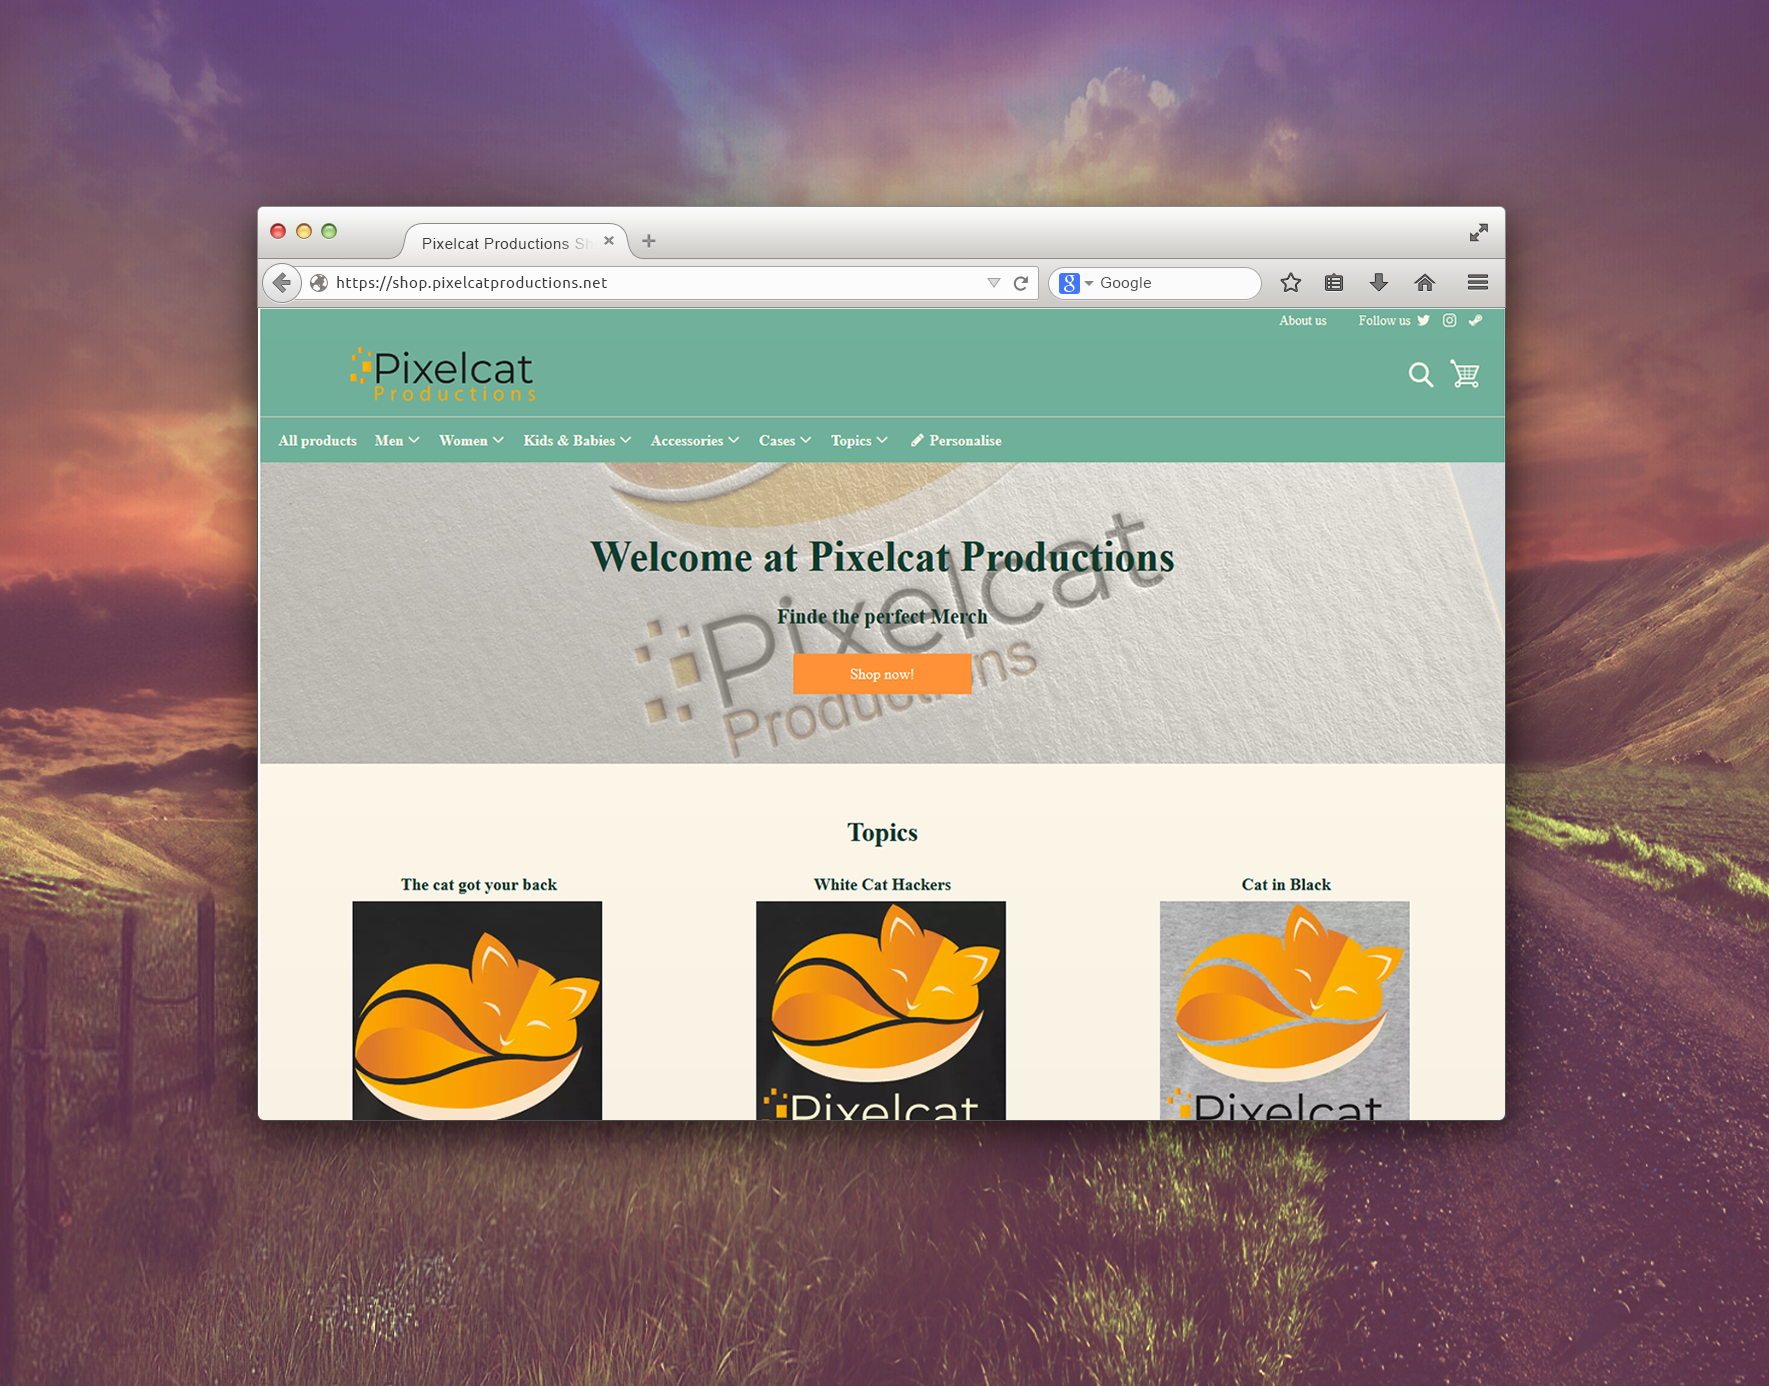 Pixelcat Productions Sh
https://shop.pixelcatproductions.net
g Google
About us Follow us
Pixelcat
Productions
All products Men Women Kids & Babies Accessories Cases Topics Personalise
Welcome at Pixelcat Productions
Finde the perfect Merch
Shop now!
Pixelcat
Productions
Topics
The cat got your back White Cat Hackers Cat in Black
Pixelcat Pixelcat